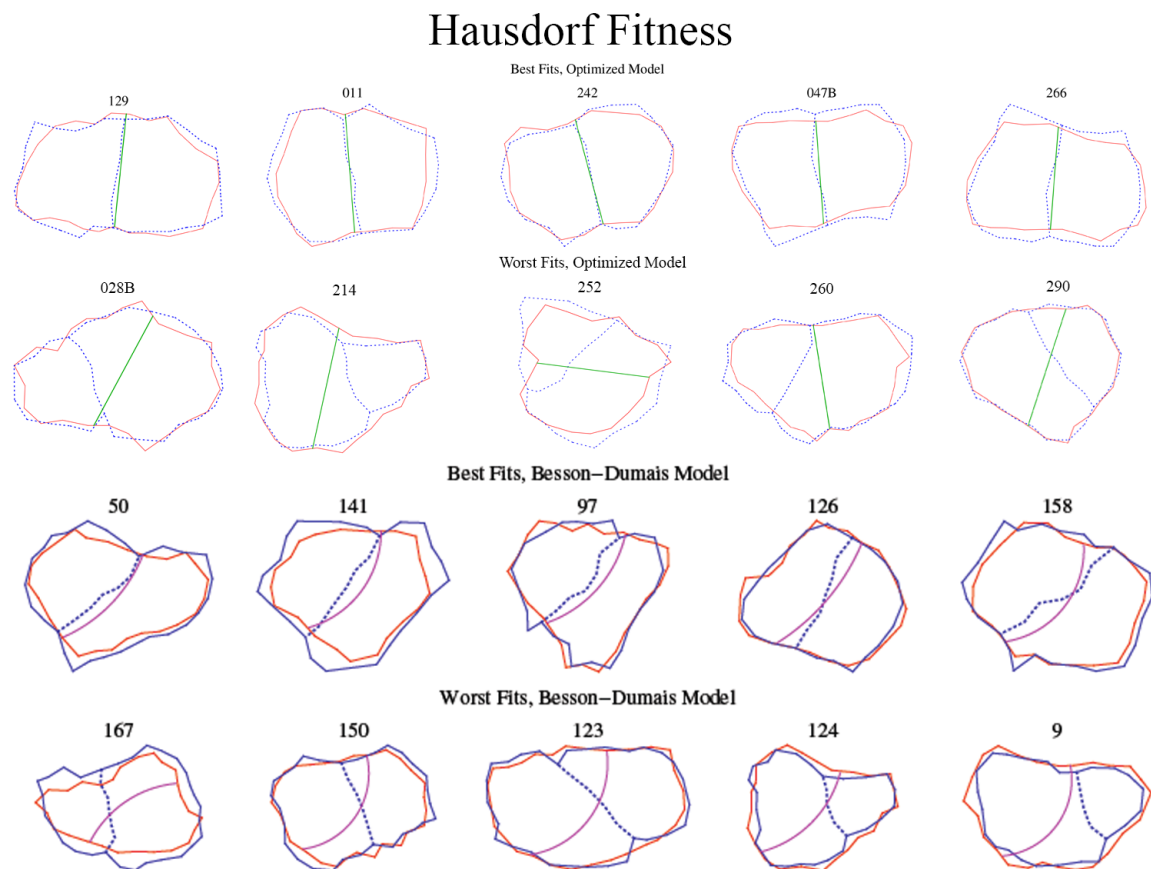 Hausdorf Fitness
Best Fits, Optimized Model
129 011 242 047B 266
Worst Fits, Optimized Model
028B 214 252 260 290
Best Fits, Besson−Dumais Model
50 141 97 126 158
Worst Fits, Besson−Dumais Model
167 150 123 124 9